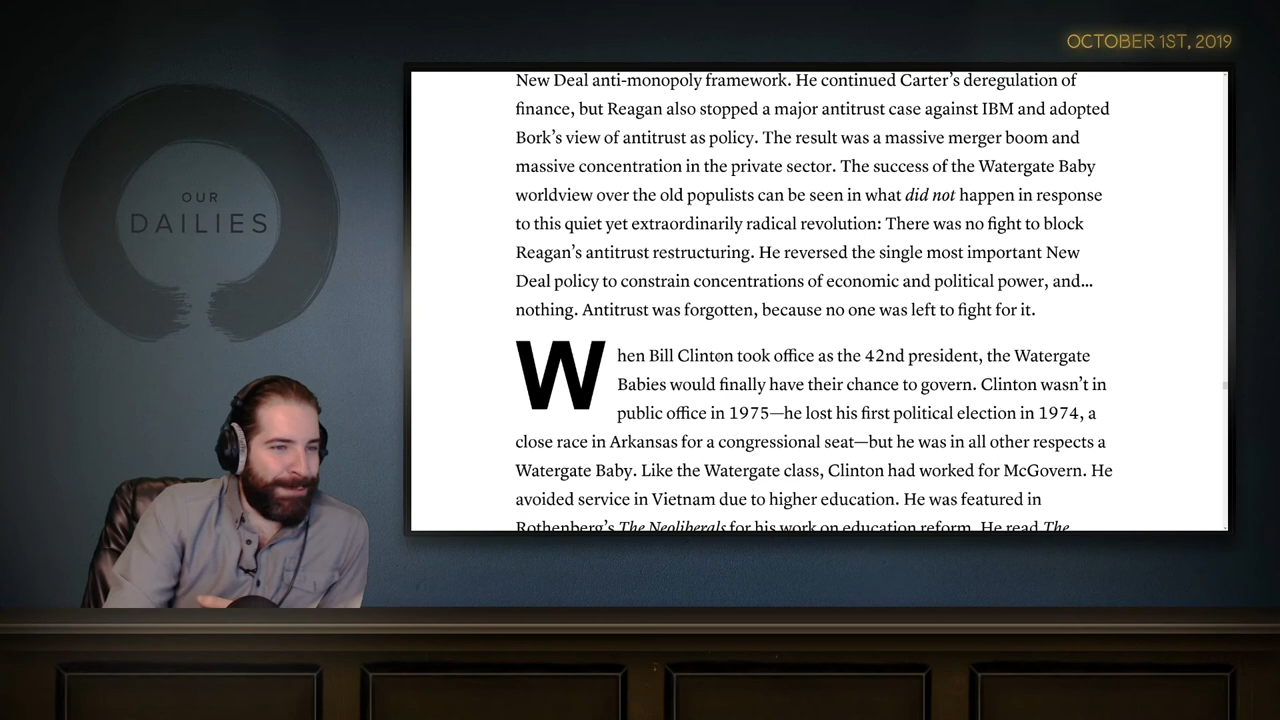 OCTOBER 1ST, 2019
OUR
DAILIES
New Deal anti-monopoly framework. He continued Carter's deregulation of
finance, but Reagan also stopped a major antitrust case against IBM and adopted
Bork's view of antitrust as policy. The result was a massive merger boom and
massive concentration in the private sector. The success of the Watergate Baby
worldview over the old populists can be seen in what did not happen in response
to this quiet yet extraordinarily radical revolution: There was no fight to block
Reagan's antitrust restructuring. He reversed the single most important New
Deal policy to constrain concentrations of economic and political power, and...
nothing. Antitrust was forgotten, because no one was left to fight for it.
When Bill Clinton took office as the 42nd president, the Watergate
Babies would finally have their chance to govern. Clinton wasn't in
public office in 1975—he lost his first political election in 1974, a
close race in Arkansas for a congressional seat—but he was in all other respects a
Watergate Baby. Like the Watergate class, Clinton had worked for McGovern. He
avoided service in Vietnam due to higher education. He was featured in
Rothenberg's The Neoliberals for his work on education reform. He read The